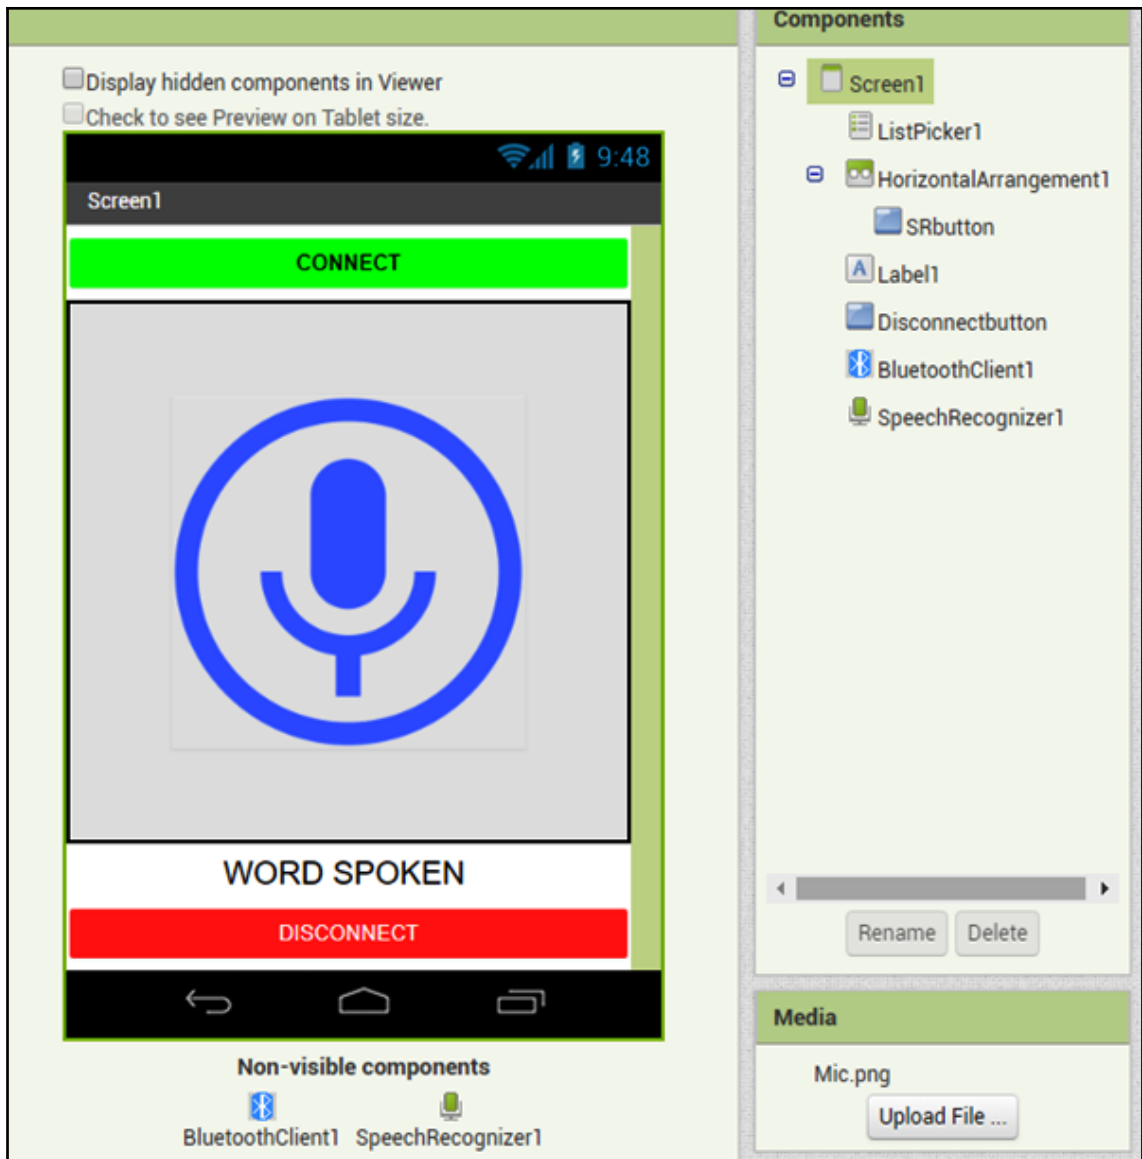 Display hidden components in Viewer
Check to see Preview on Tablet size.
9:48
Screen1
CONNECT
WORD SPOKEN
DISCONNECT
Non-visible components
BluetoothClient1 SpeechRecognizer1
Components
Screen1
ListPicker1
HorizontalArrangement1
SRbutton
Label1
Disconnectbutton
BluetoothClient1
SpeechRecognizer1
Rename Delete
Media
Mic.png
Upload File ...